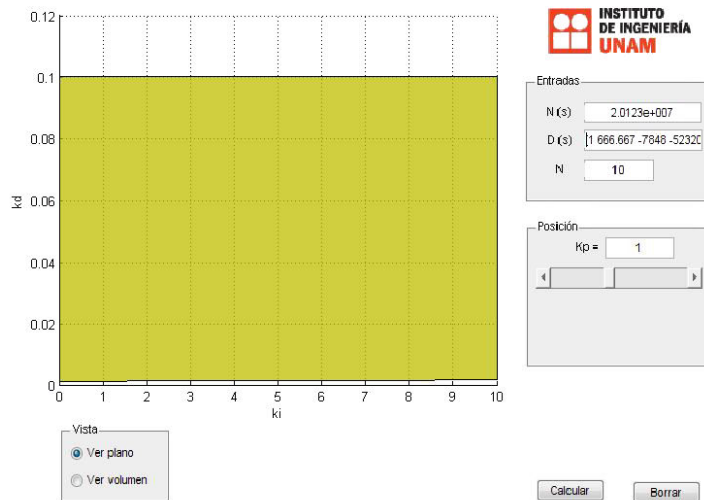 0.12
0.1
0.08
0.06
0.04
0.02
0
kd
0 1 2 3 4 5 6 7 8 9 10
ki
INSTITUTO
DE INGENIERÍA
UNAM
Entradas
N (s) 2.0123e+007
D (s) [1 666.667 -7848 -52320
N 10
Posición
Kp = 1
Vista
Ver plano
Ver volumen
Calcular Borrar